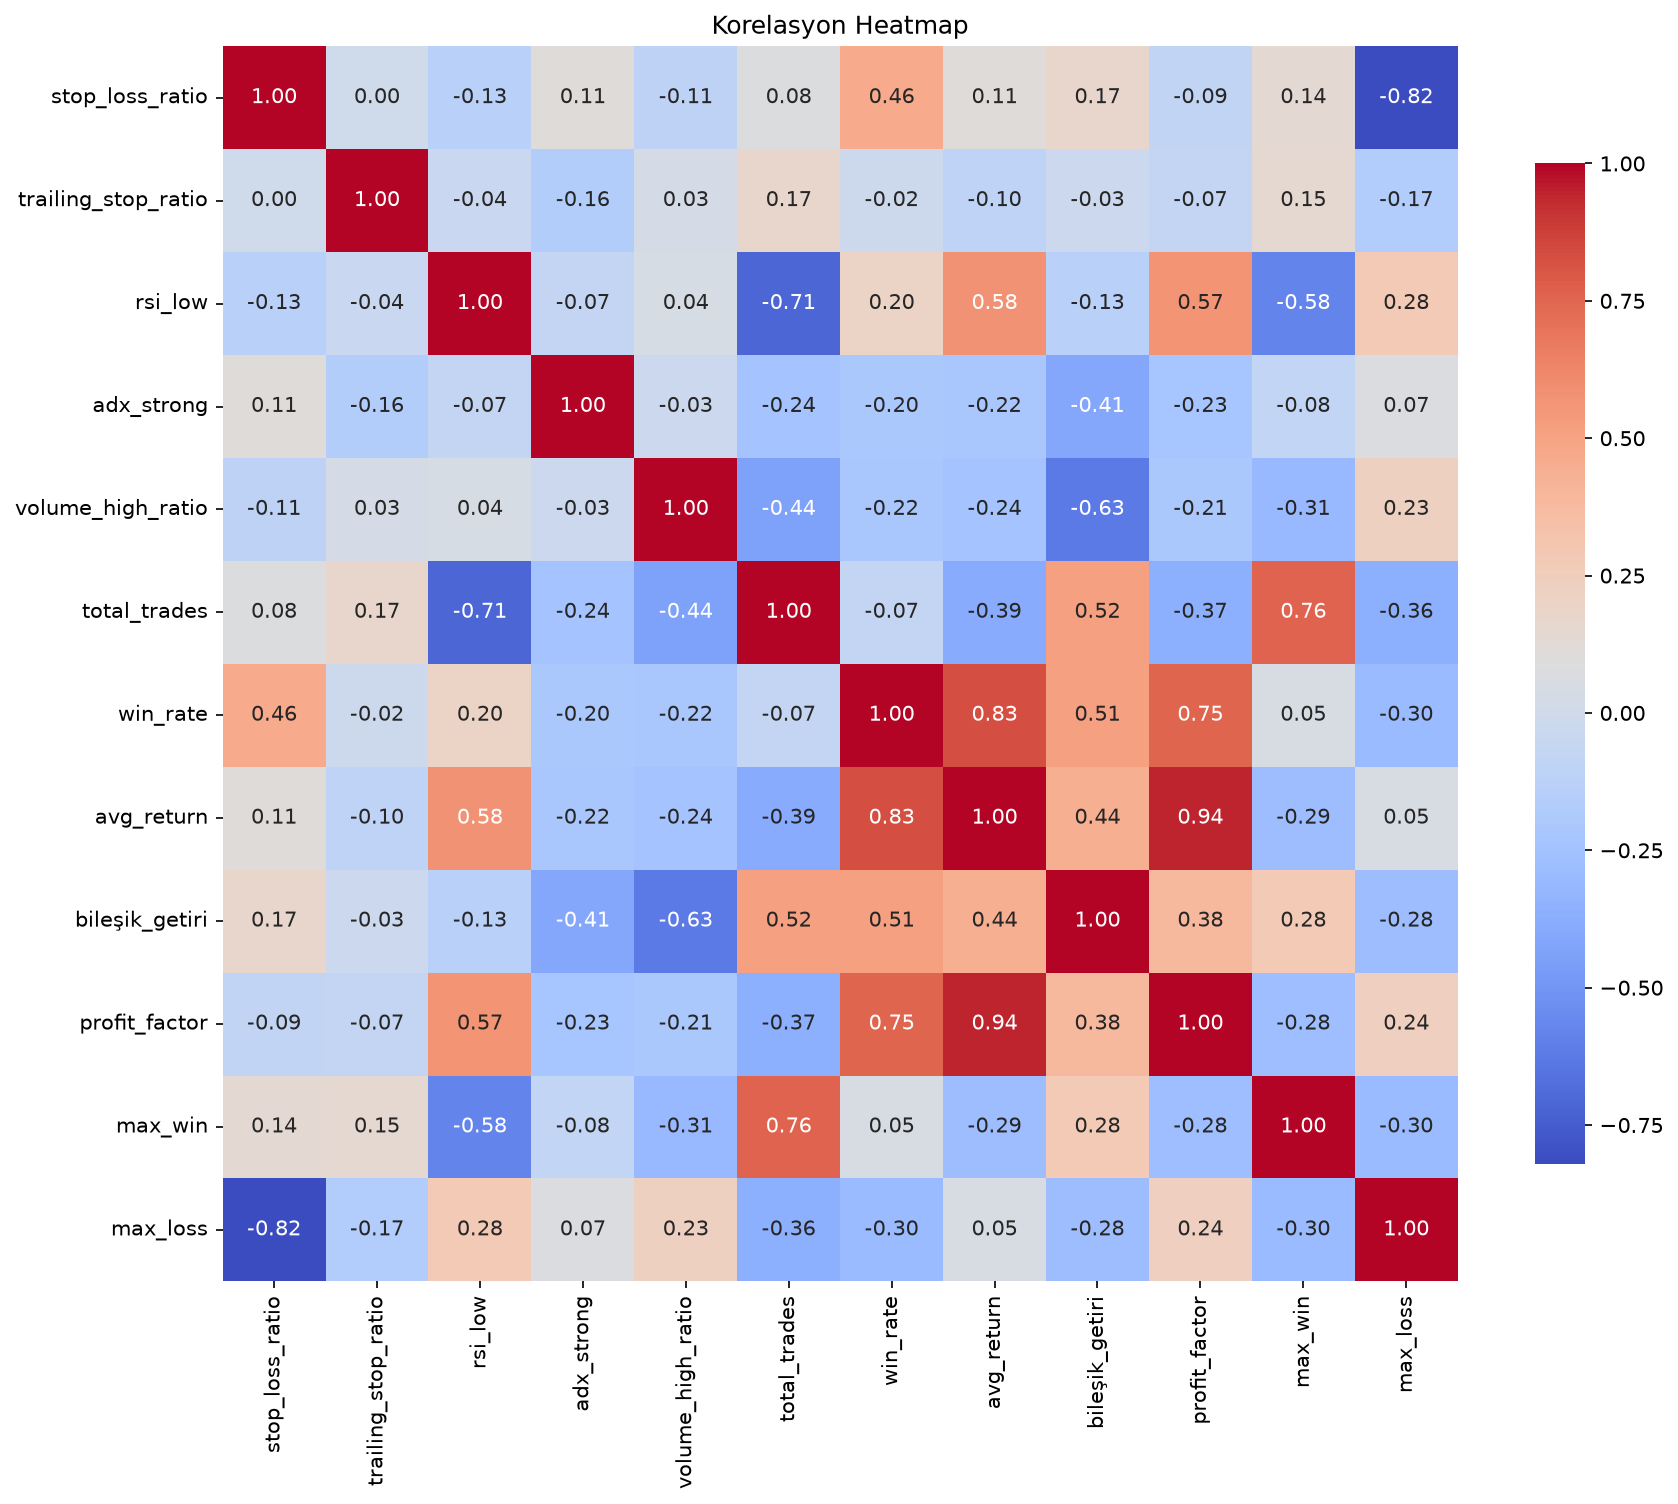 Korelasyon Heatmap
stop_loss_ratio 1.00 0.00 -0.13 0.11 -0.11 0.08 0.46 0.11 0.17 -0.09 0.14 -0.82
trailing_stop_ratio 0.00 1.00 -0.04 -0.16 0.03 0.17 -0.02 -0.10 -0.03 -0.07 0.15 -0.17
rsi_low -0.13 -0.04 1.00 -0.07 0.04 -0.71 0.20 0.58 -0.13 0.57 -0.58 0.28
adx_strong 0.11 -0.16 -0.07 1.00 -0.03 -0.24 -0.20 -0.22 -0.41 -0.23 -0.08 0.07
volume_high_ratio -0.11 0.03 0.04 -0.03 1.00 -0.44 -0.22 -0.24 -0.63 -0.21 -0.31 0.23
total_trades 0.08 0.17 -0.71 -0.24 -0.44 1.00 -0.07 -0.39 0.52 -0.37 0.76 -0.36
win_rate 0.46 -0.02 0.20 -0.20 -0.22 -0.07 1.00 0.83 0.51 0.75 0.05 -0.30
avg_return 0.11 -0.10 0.58 -0.22 -0.24 -0.39 0.83 1.00 0.44 0.94 -0.29 0.05
bileşik_getiri 0.17 -0.03 -0.13 -0.41 -0.63 0.52 0.51 0.44 1.00 0.38 0.28 -0.28
profit_factor -0.09 -0.07 0.57 -0.23 -0.21 -0.37 0.75 0.94 0.38 1.00 -0.28 0.24
max_win 0.14 0.15 -0.58 -0.08 -0.31 0.76 0.05 -0.29 0.28 -0.28 1.00 -0.30
max_loss -0.82 -0.17 0.28 0.07 0.23 -0.36 -0.30 0.05 -0.28 0.24 -0.30 1.00
stop_loss_ratio
trailing_stop_ratio
rsi_low
adx_strong
volume_high_ratio
total_trades
win_rate
avg_return
bileşik_getiri
profit_factor
max_win
max_loss
1.00
0.75
0.50
0.25
0.00
−0.25
−0.50
−0.75